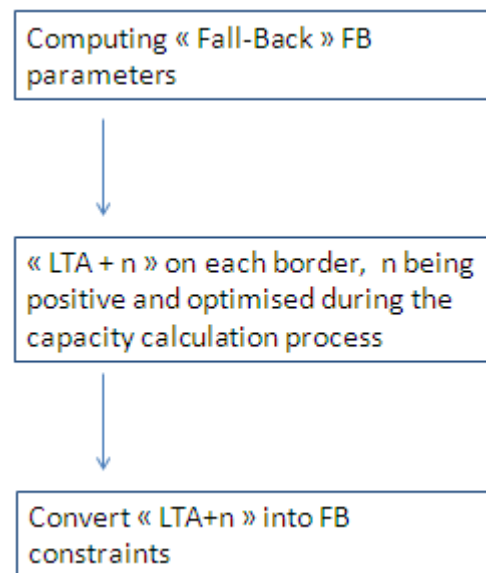 Computing « Fall-Back » FB
parameters
« LTA + n » on each border, n being
positive and optimised during the
capacity calculation process
Convert « LTA+n » into FB
constraints